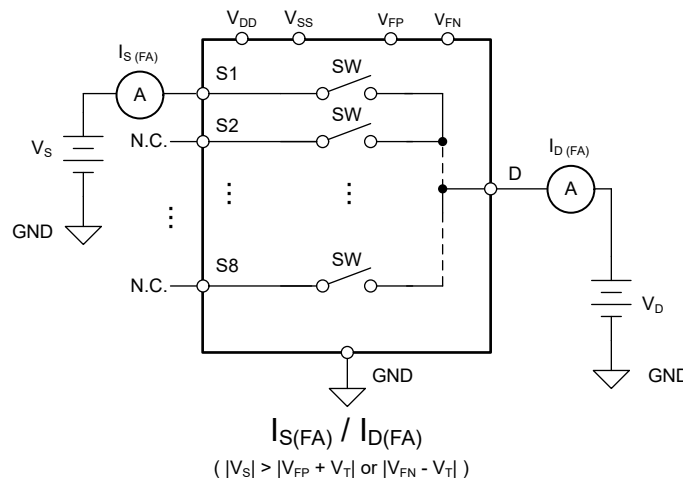 VDD VSS VFP VFN
IS (FA)
A S1 SW
N.C. S2 SW
VS
ID (FA)
D A
⋮ ⋮ ⋮
GND
N.C. S8 SW
VD
GND GND
IS(FA) / ID(FA)
( |VS| > |VFP + VT| or |VFN - VT| )